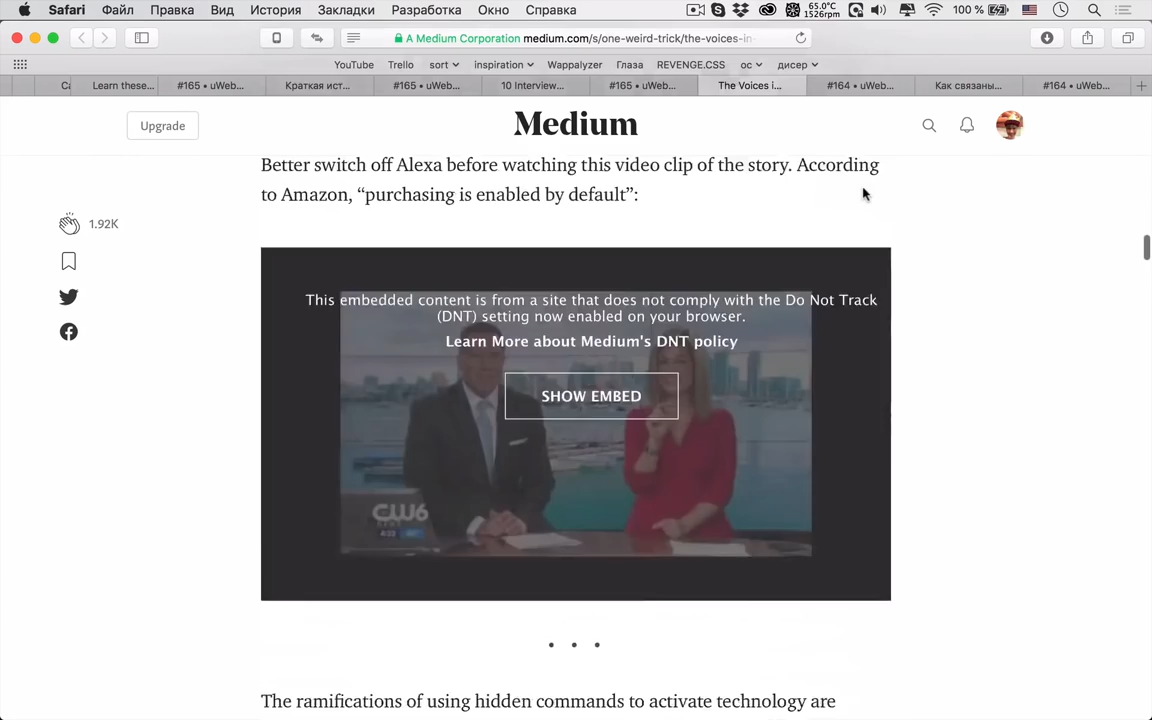 Safari Файл Правка Вид История Закладки Разработка Окно Справка 65.0°C 1526rpm 100 %
A Medium Corporation medium.com/s/one-weird-trick/the-voices-in-
YouTube Trello sort inspiration Wappalyzer Глаза REVENGE.CSS ос дисер
Ca Learn these... #165 • uWeb... Краткая ист... #165 • uWeb... 10 Interview... #165 • uWeb... The Voices i... #164 • uWeb... Как связаны... #164 • uWeb...
Upgrade Medium
Better switch off Alexa before watching this video clip of the story. According
to Amazon, “purchasing is enabled by default”:
1.92K
This embedded content is from a site that does not comply with the Do Not Track
(DNT) setting now enabled on your browser.
Learn More about Medium's DNT policy
SHOW EMBED
CW6
NEWS
4:03
The ramifications of using hidden commands to activate technology are